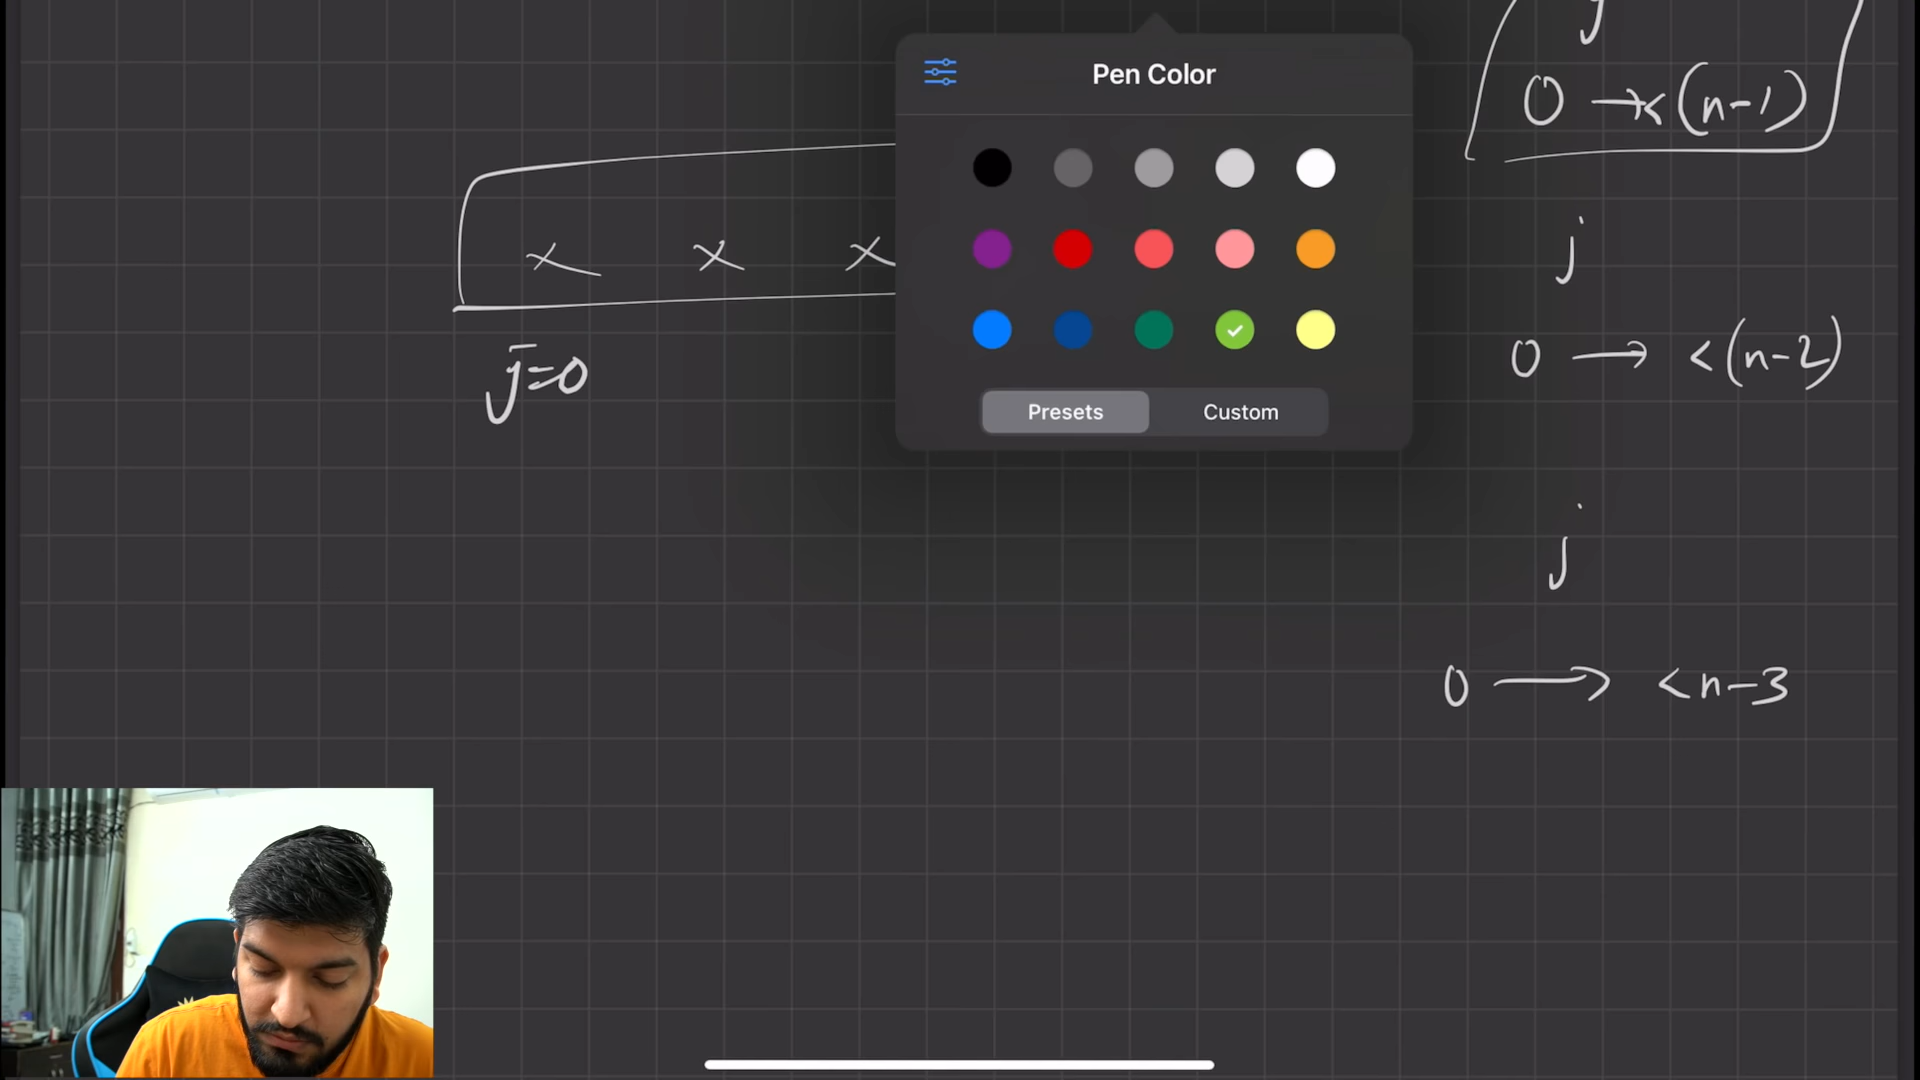 Pen Color
j
0 → < (n-1)
x x x
j
j=0
0 → < (n-2)
Presets Custom
j
0 → < n-3